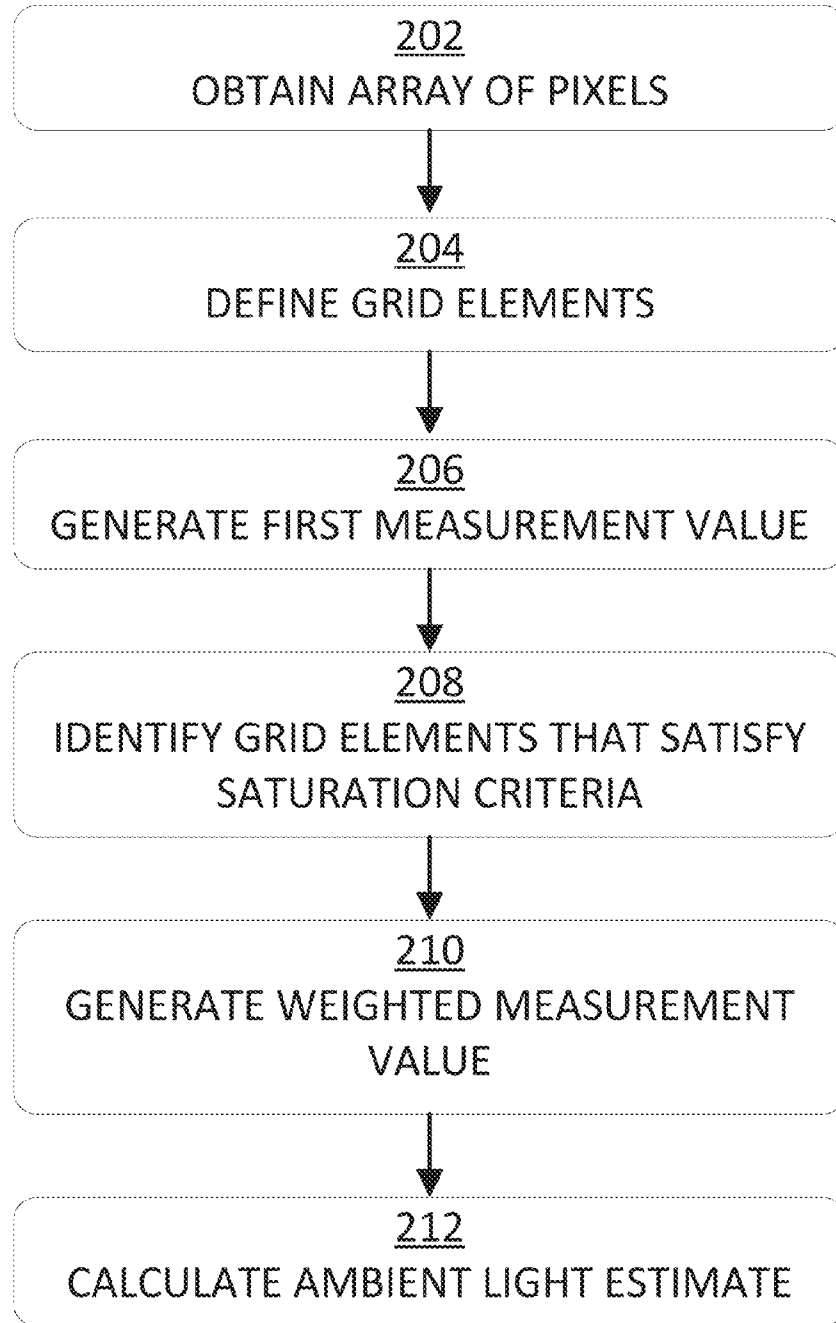 202
OBTAIN ARRAY OF PIXELS
204
DEFINE GRID ELEMENTS
206
GENERATE FIRST MEASUREMENT VALUE
208
IDENTIFY GRID ELEMENTS THAT SATISFY
SATURATION CRITERIA
210
GENERATE WEIGHTED MEASUREMENT
VALUE
212
CALCULATE AMBIENT LIGHT ESTIMATE